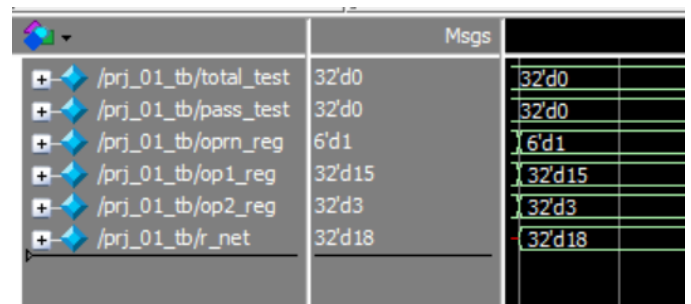 Msgs
/prj_01_tb/total_test 32'd0 32'd0
/prj_01_tb/pass_test 32'd0 32'd0
/prj_01_tb/oprn_reg 6'd1 6'd1
/prj_01_tb/op1_reg 32'd15 32'd15
/prj_01_tb/op2_reg 32'd3 32'd3
/prj_01_tb/r_net 32'd18 32'd18